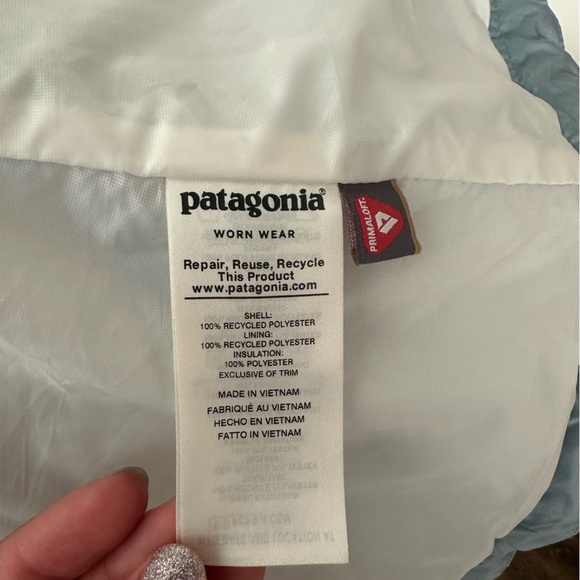 patagonia®
WORN WEAR
Repair, Reuse, Recycle
This Product
www.patagonia.com
SHELL:
100% RECYCLED POLYESTER
LINING:
100% RECYCLED POLYESTER
INSULATION:
100% POLYESTER
EXCLUSIVE OF TRIM
MADE IN VIETNAM
FABRIQUÉ AU VIETNAM
HECHO EN VIETNAM
FATTO IN VIETNAM
PRIMALOFT®